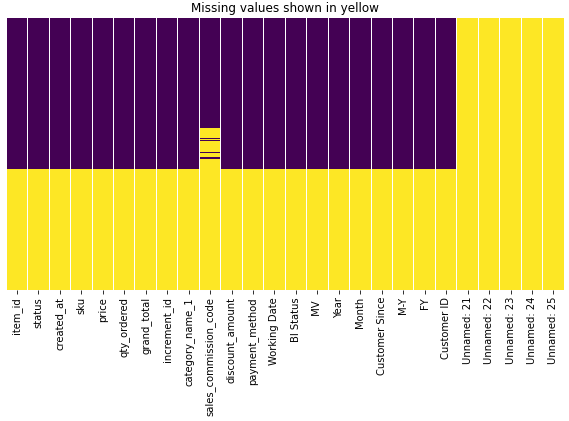 Missing values shown in yellow
item_id
status
created_at
sku
price
qty_ordered
grand_total
increment_id
category_name_1
sales_commission_code
discount_amount
payment_method
Working Date
BI Status
MV
Year
Month
Customer Since
M-Y
FY
Customer ID
Unnamed: 21
Unnamed: 22
Unnamed: 23
Unnamed: 24
Unnamed: 25